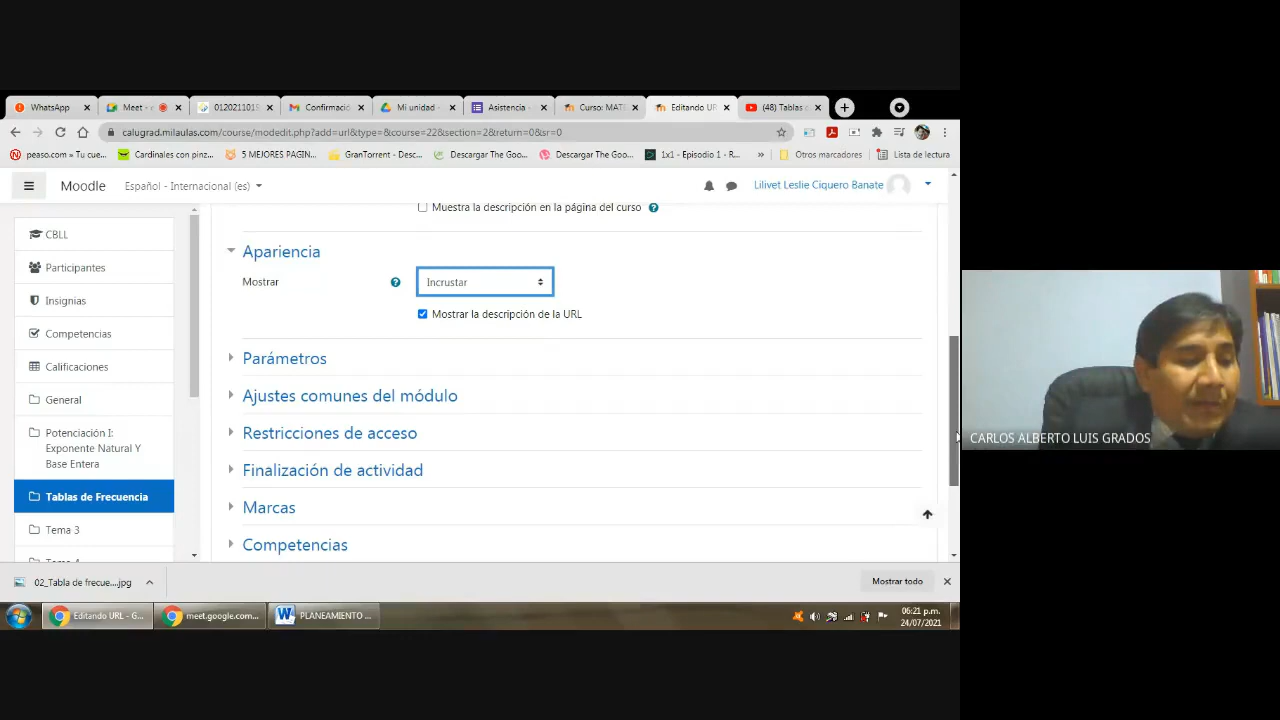 WhatsApp
Meet -
012021101S
Confirmació
Mi unidad -
Asistencia -
Curso: MATE
Editando UR
(48) Tablas
calugrad.milaulas.com/course/modedit.php?add=url&type=&course=22&section=2&return=0&sr=0
peaso.com » Tu cue...
Cardinales con pinz...
5 MEJORES PAGIN...
GranTorrent - Desc...
Descargar The Goo...
Descargar The Goo...
1x1 - Episodio 1 - R...
»
Otros marcadores
Lista de lectura
Moodle
Español - Internacional (es)
Lilivet Leslie Ciquero Banate
CBLL
Participantes
Insignias
Competencias
Calificaciones
General
Potenciación I:
Exponente Natural Y
Base Entera
Tablas de Frecuencia
Tema 3
Muestra la descripción en la página del curso
Apariencia
Mostrar
Incrustar
Mostrar la descripción de la URL
Parámetros
Ajustes comunes del módulo
Restricciones de acceso
Finalización de actividad
Marcas
Competencias
CARLOS ALBERTO LUIS GRADOS
02_Tabla de frecue....jpg
Mostrar todo
Editando URL - G...
meet.google.com...
PLANEAMIENTO ...
06:21 p.m.
24/07/2021